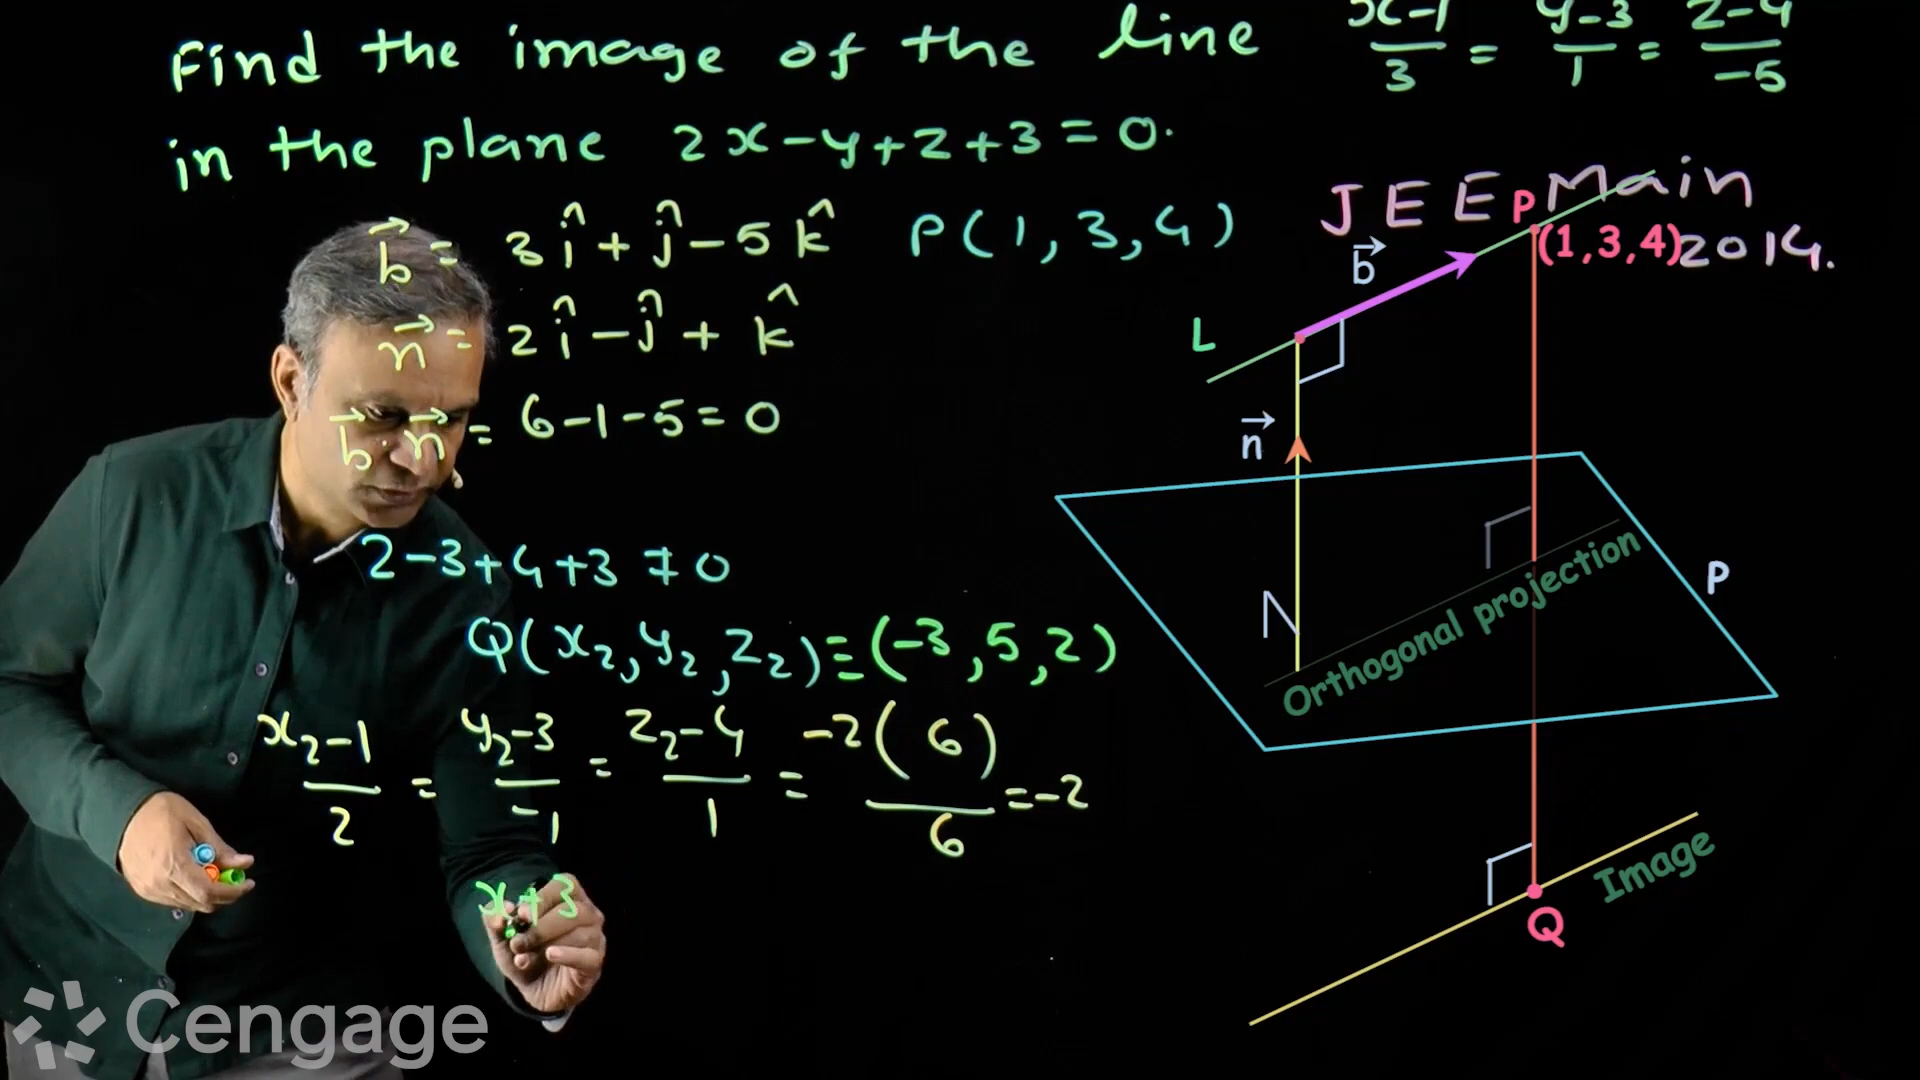 Find the image of the line x-1/3 = y-3/1 = z-4/-5
in the plane 2x-y+z+3=0.
JEE Main
2014.
b⃗ = 3î+ĵ-5k̂ P(1,3,4)
n⃗ = 2î-ĵ+k̂
b⃗·n⃗ = 6-1-5=0
2-3+4+3≠0
Q(x₂,y₂,z₂)≡(-3,5,2)
x₂-1/2 = y₂-3/-1 = z₂-4/1 = -2(6)/6 =-2
x+3
P
(1,3,4)
b⃗
L
n⃗
N
Orthogonal projection
P
Image
Q
Cengage